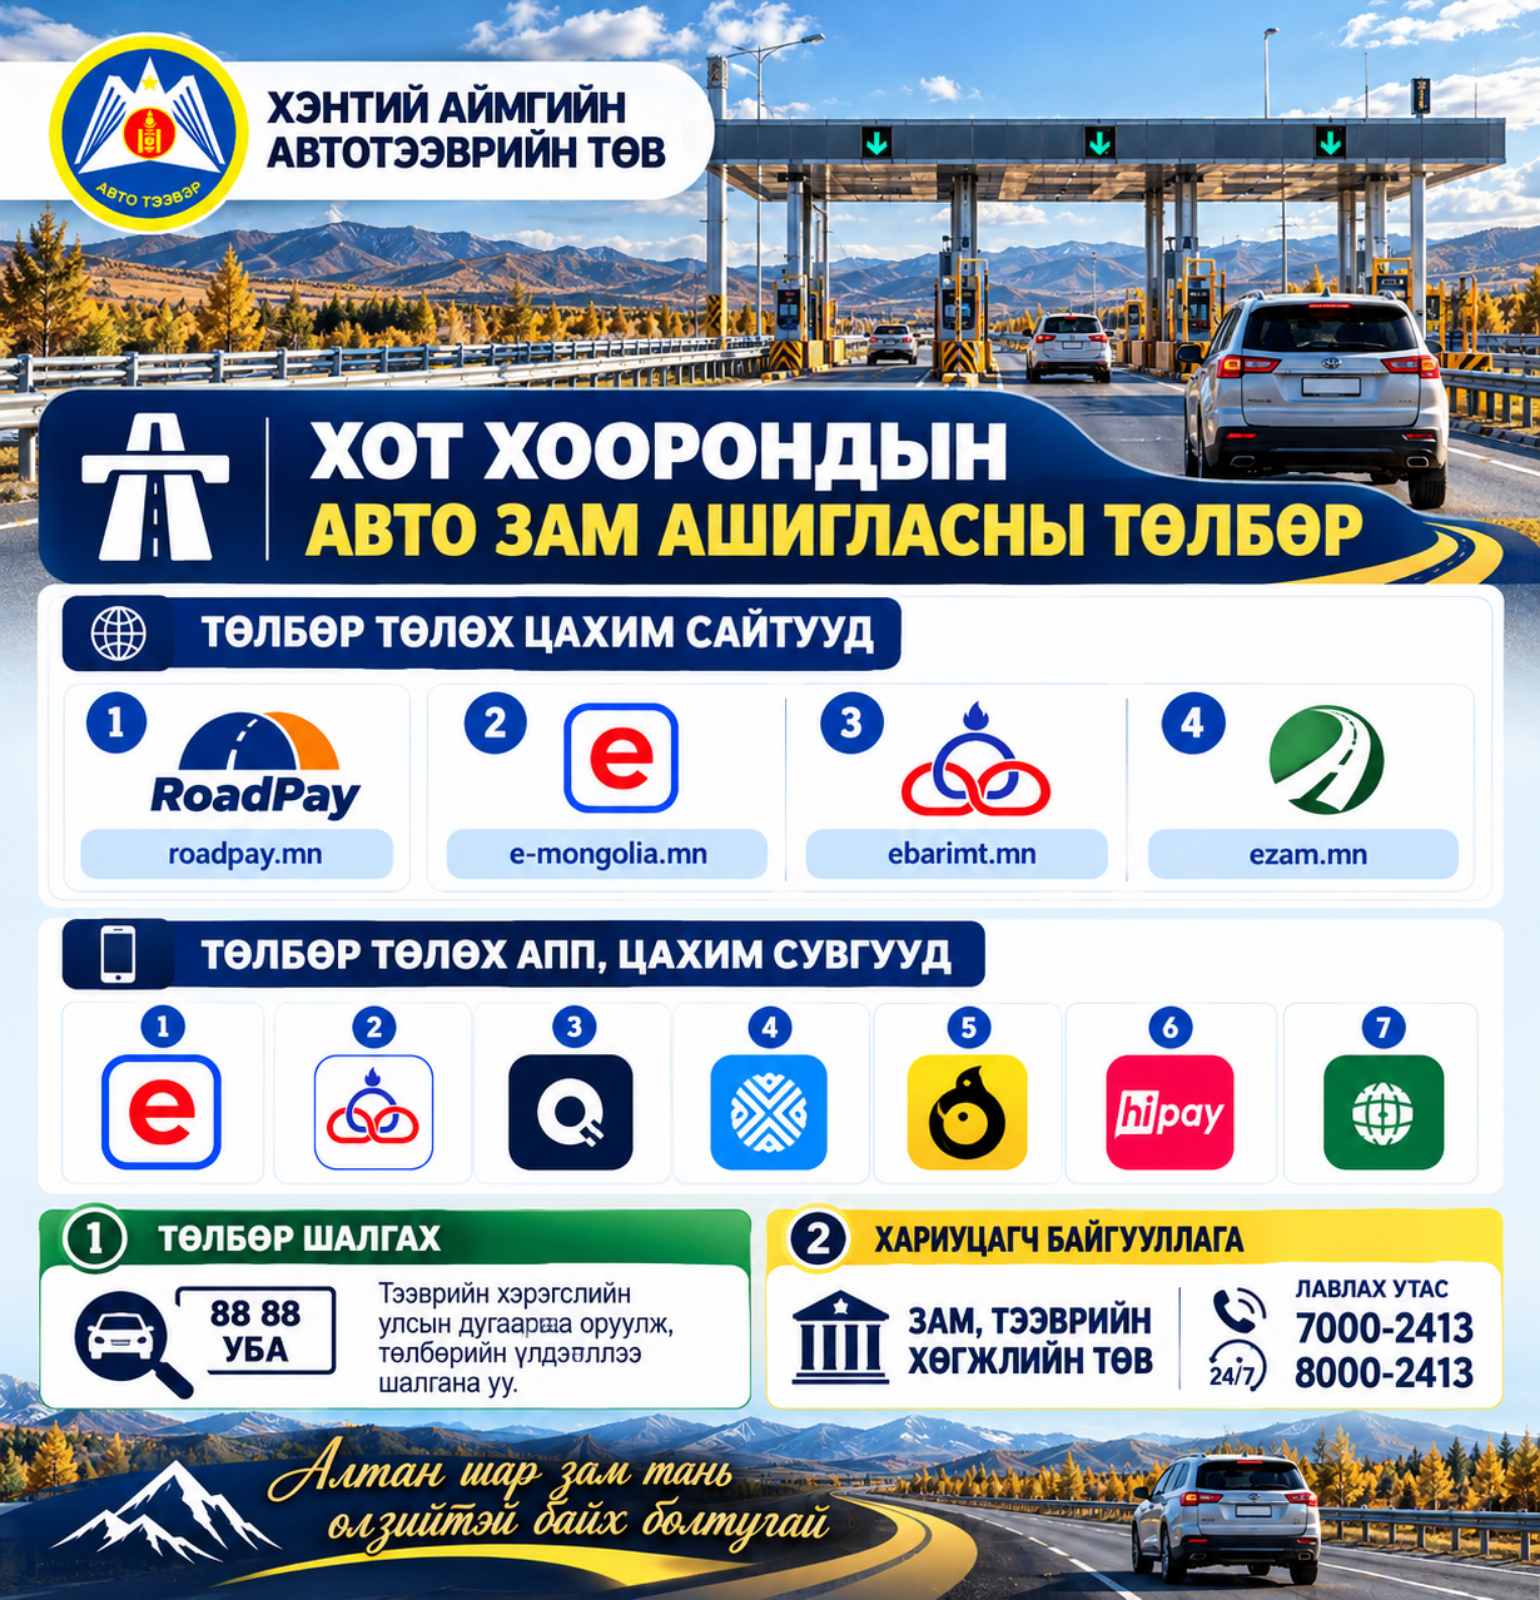 ХЭНТИЙ АЙМГИЙН
АВТОТЭЭВРИЙН ТӨВ
АВТО ТЭЭВЭР
ХОТ ХООРОНДЫН
АВТО ЗАМ АШИГЛАСНЫ ТӨЛБӨР
ТӨЛБӨР ТӨЛӨХ ЦАХИМ САЙТУУД
1
RoadPay
roadpay.mn
2
e
e-mongolia.mn
3
ebarimt.mn
4
ezam.mn
ТӨЛБӨР ТӨЛӨХ АПП, ЦАХИМ СУВГУУД
1 2 3 4 5 6 7
e
hipay
1 ТӨЛБӨР ШАЛГАХ
88 88
УБА
Тээврийн хэрэгслийн
улсын оруулж,
төлбөрийн
шалгана уу.
2 ХАРИУЦАГЧ БАЙГУУЛЛАГА
ЗАМ, ТЭЭВРИЙН
ХӨГЖЛИЙН ТӨВ
24/7
ЛАВЛАХ УТАС
7000-2413
8000-2413
Алтан шар зам тань
өлзийтэй байх болтугай